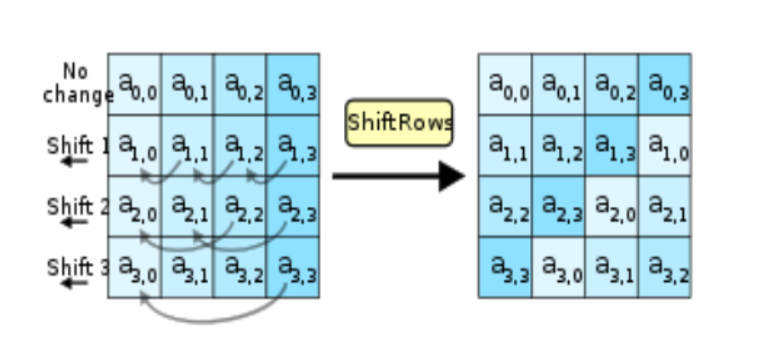 No change a0,0 a0,1 a0,2 a0,3
Shift 1 a1,0 a1,1 a1,2 a1,3
Shift 2 a2,0 a2,1 a2,2 a2,3
Shift 3 a3,0 a3,1 a3,2 a3,3
ShiftRows
a0,0 a0,1 a0,2 a0,3
a1,1 a1,2 a1,3 a1,0
a2,2 a2,3 a2,0 a2,1
a3,3 a3,0 a3,1 a3,2